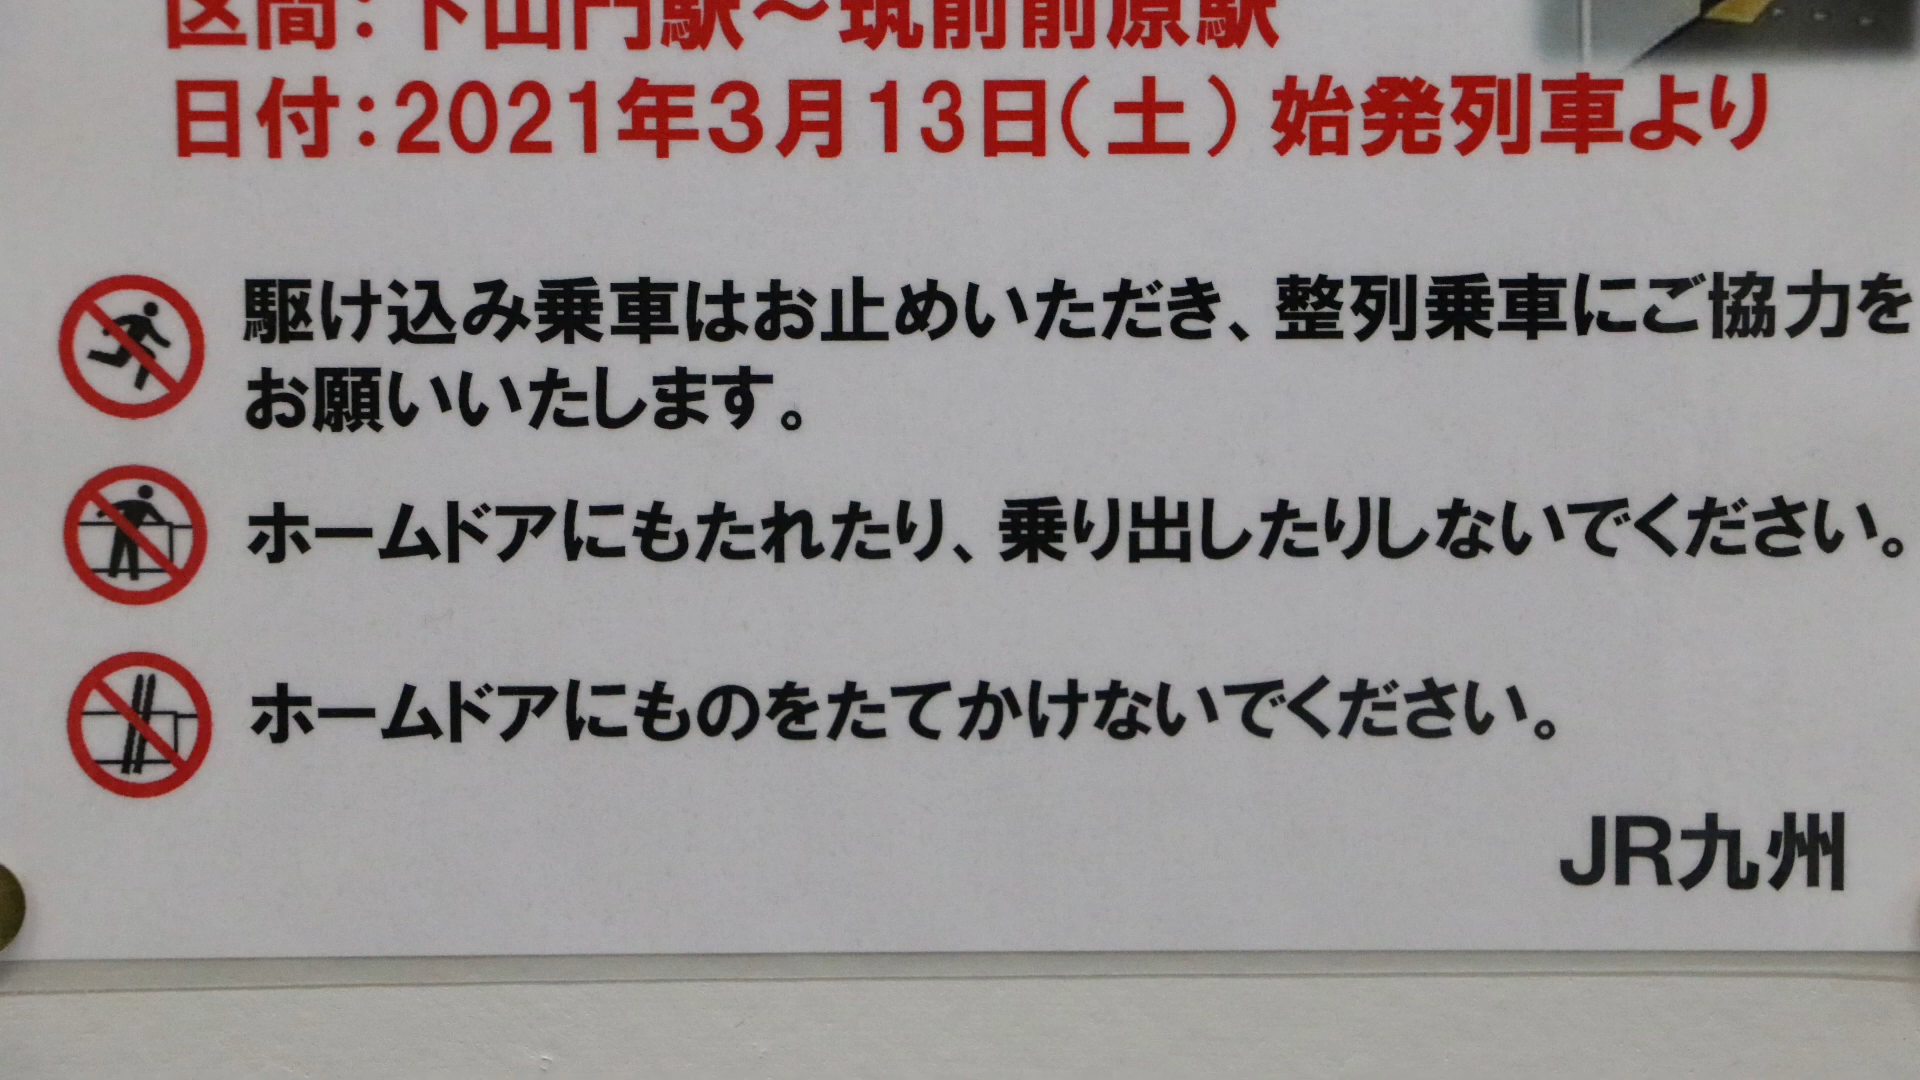 区間：下山門駅～筑前前原駅
日付：2021年3月13日（土）始発列車より
駆け込み乗車はお止めいただき、整列乗車にご協力を
お願いいたします。
ホームドアにもたれたり、乗り出したりしないでください。
ホームドアにものをたてかけないでください。
JR九州